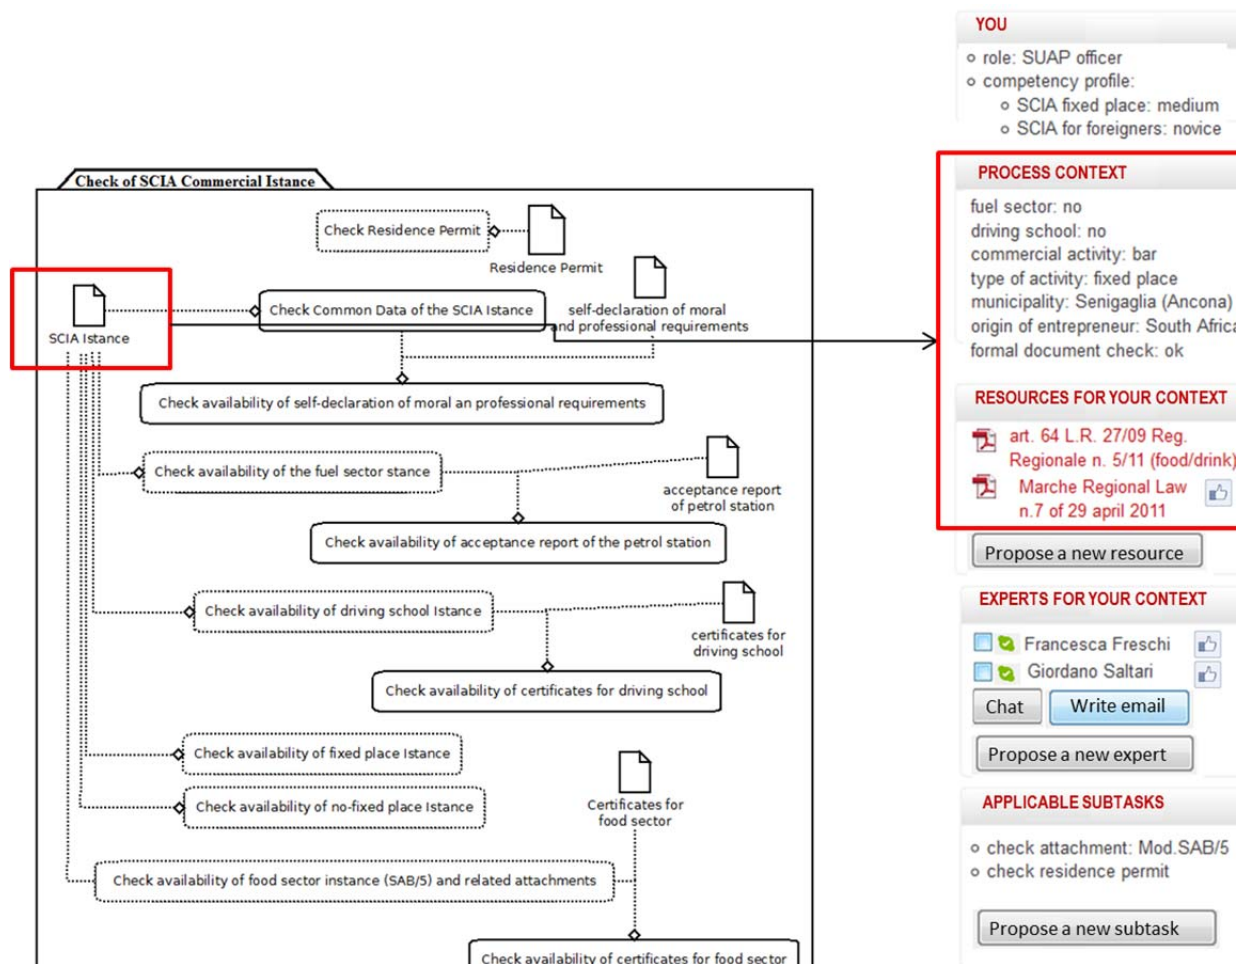 Check of SCIA Commercial Istance
Check Residence Permit
Residence Permit
SCIA Istance
Check Common Data of the SCIA Istance
self-declaration of moral
and professional requirements
Check availability of self-declaration of moral an professional requirements
Check availability of the fuel sector stance
acceptance report
of petrol station
Check availability of acceptance report of the petrol station
Check availability of driving school Istance
certificates for
driving school
Check availability of certificates for driving school
Check availability of fixed place Istance
Check availability of no-fixed place Istance
Certificates for
food sector
Check availability of food sector instance (SAB/5) and related attachments
Check availability of certificates for food sector
YOU
role: SUAP officer
competency profile:
SCIA fixed place: medium
SCIA for foreigners: novice
PROCESS CONTEXT
fuel sector: no
driving school: no
commercial activity: bar
type of activity: fixed place
municipality: Senigaglia (Ancona)
origin of entrepreneur: South Africa
formal document check: ok
RESOURCES FOR YOUR CONTEXT
art. 64 L.R. 27/09 Reg.
Regionale n. 5/11 (food/drink)
Marche Regional Law
n.7 of 29 april 2011
Propose a new resource
EXPERTS FOR YOUR CONTEXT
Francesca Freschi
Giordano Saltari
Chat Write email
Propose a new expert
APPLICABLE SUBTASKS
check attachment: Mod.SAB/5
check residence permit
Propose a new subtask